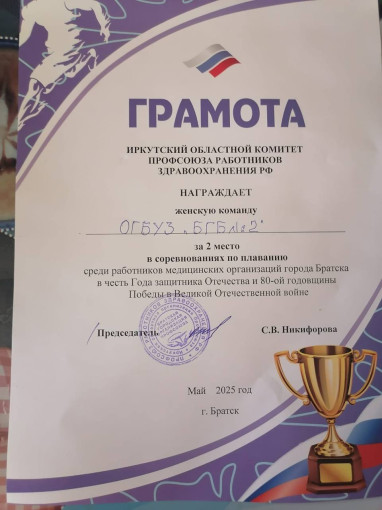 ГРАМОТА
ИРКУТСКИЙ ОБЛАСТНОЙ КОМИТЕТ
ПРОФСОЮЗА РАБОТНИКОВ
ЗДРАВООХРАНЕНИЯ РФ
НАГРАЖДАЕТ
женскую команду
ОГБУЗ „БГБ №2"
за 2 место
в соревнованиях по плаванию
среди работников медицинских организаций города Братска
в честь Года защитника Отечества и 80-ой годовщины
Победы в Великой Отечественной войне
Председатель С.В. Никифорова
Май 2025 год
г. Братск